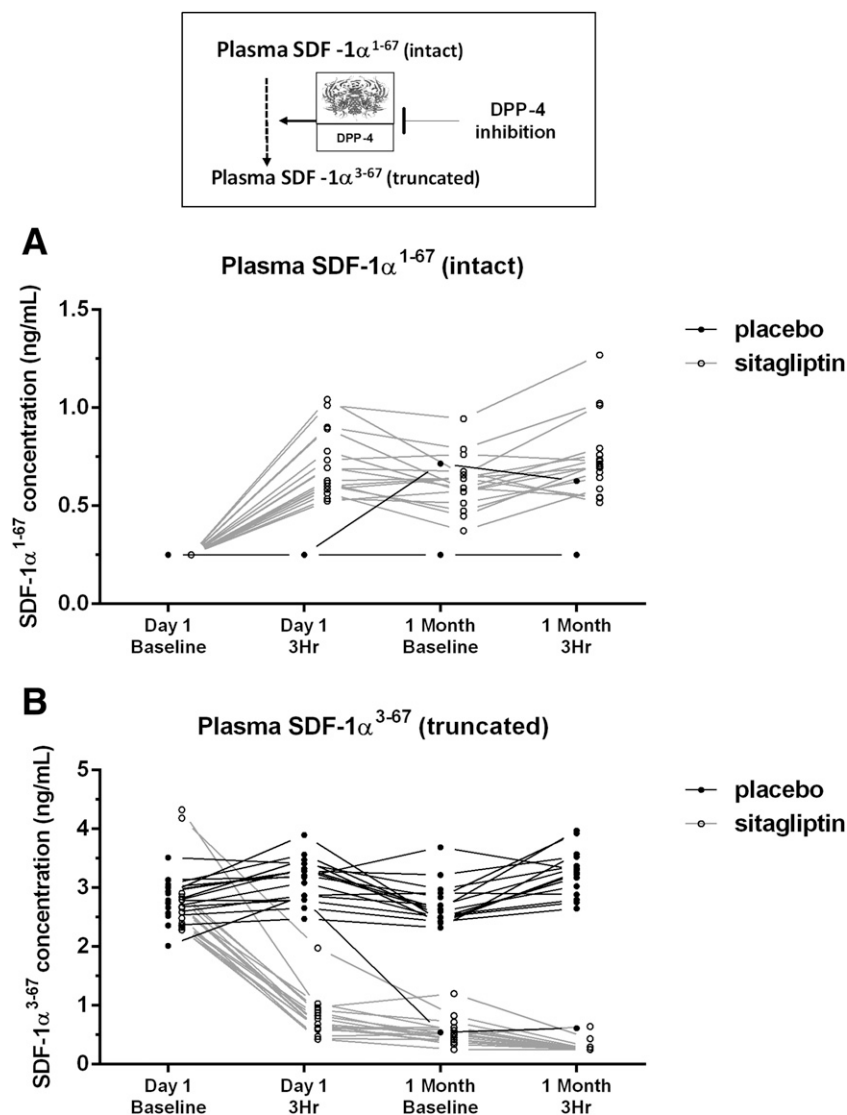 Plasma SDF -1α1-67 (intact)
DPP-4
DPP-4
inhibition
Plasma SDF -1α3-67 (truncated)
A
Plasma SDF-1α1-67 (intact)
SDF-1α1-67 concentration (ng/mL)
1.5
1.0
0.5
0.0
placebo
sitagliptin
Day 1
Baseline
Day 1
3Hr
1 Month
Baseline
1 Month
3Hr
B
Plasma SDF-1α3-67 (truncated)
SDF-1α3-67 concentration (ng/mL)
5
4
3
2
1
0
placebo
sitagliptin
Day 1
Baseline
Day 1
3Hr
1 Month
Baseline
1 Month
3Hr